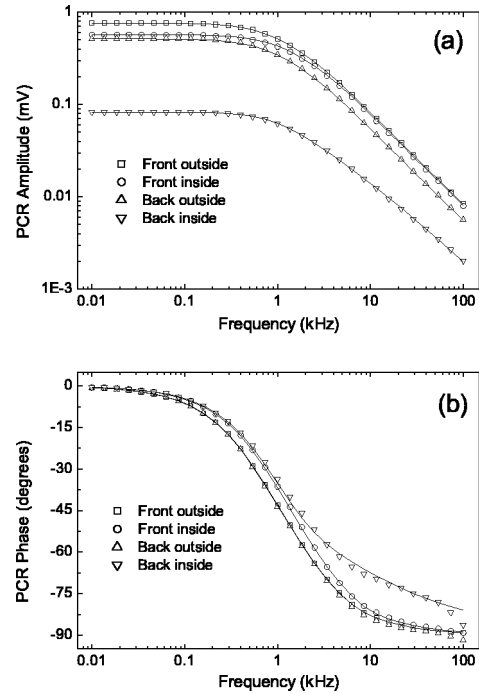 (a)
1
0.1
0.01
1E-3
PCR Amplitude (mV)
Front outside
Front inside
Back outside
Back inside
0.01 0.1 1 10 100
Frequency (kHz)
(b)
0
-15
-30
-45
-60
-75
-90
PCR Phase (degrees)
Front outside
Front inside
Back outside
Back inside
0.01 0.1 1 10 100
Frequency (kHz)